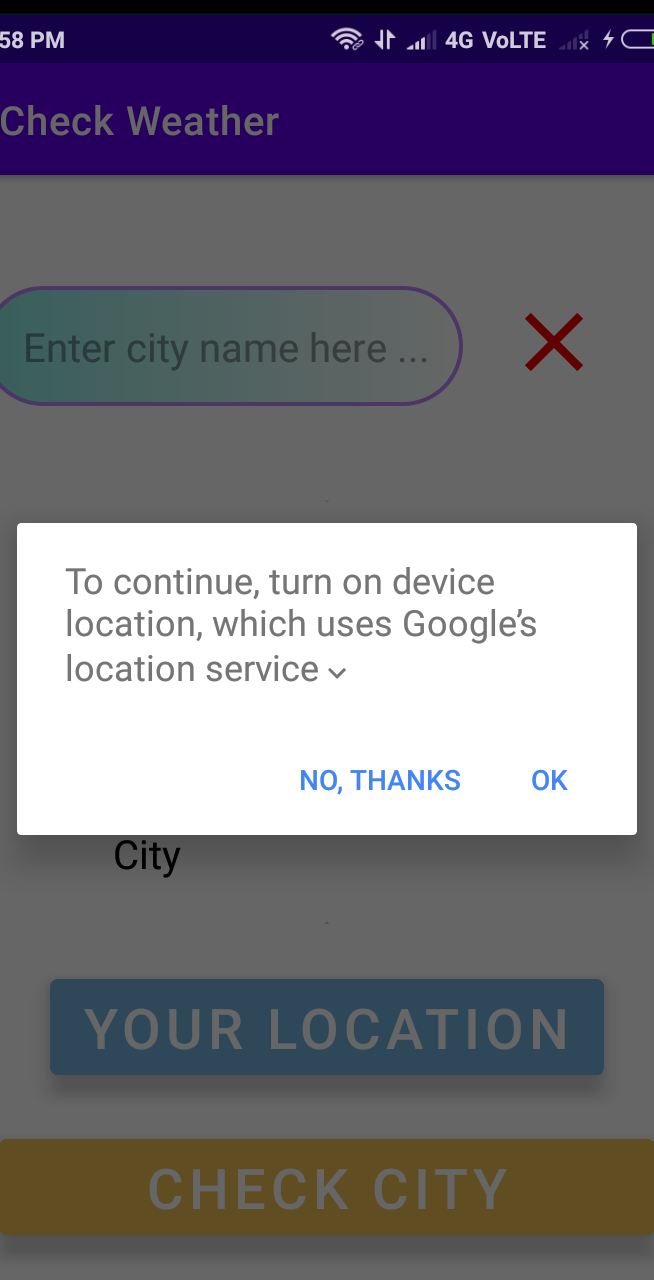 58 PM
4G VoLTE
Check Weather
Enter city name here ...
To continue, turn on device
location, which uses Google’s
location service
NO, THANKS OK
City
YOUR LOCATION
CHECK CITY